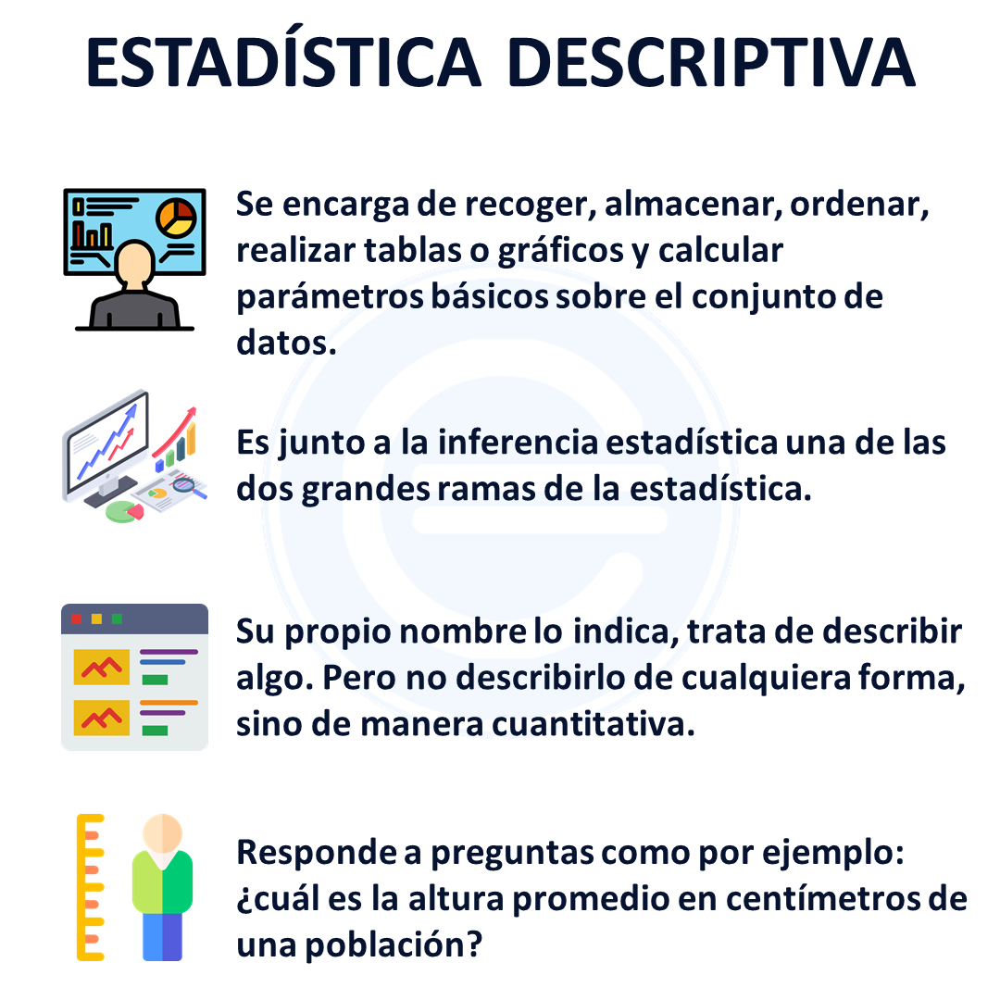 ESTADÍSTICA DESCRIPTIVA
Se encarga de recoger, almacenar, ordenar,
realizar tablas o gráficos y calcular
parámetros básicos sobre el conjunto de
datos.
Es junto a la inferencia estadística una de las
dos grandes ramas de la estadística.
Su propio nombre lo indica, trata de describir
algo. Pero no describirlo de cualquiera forma,
sino de manera cuantitativa.
Responde a preguntas como por ejemplo:
¿cuál es la altura promedio en centímetros de
una población?